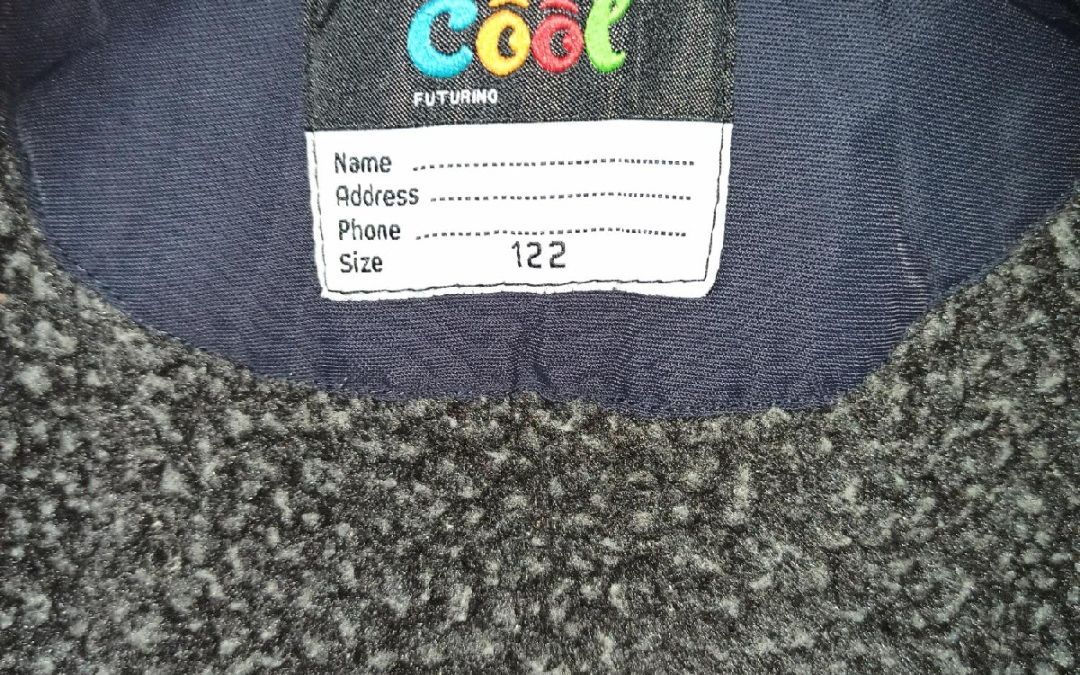 cool
FUTURINO
Name
Address
Phone
Size 122